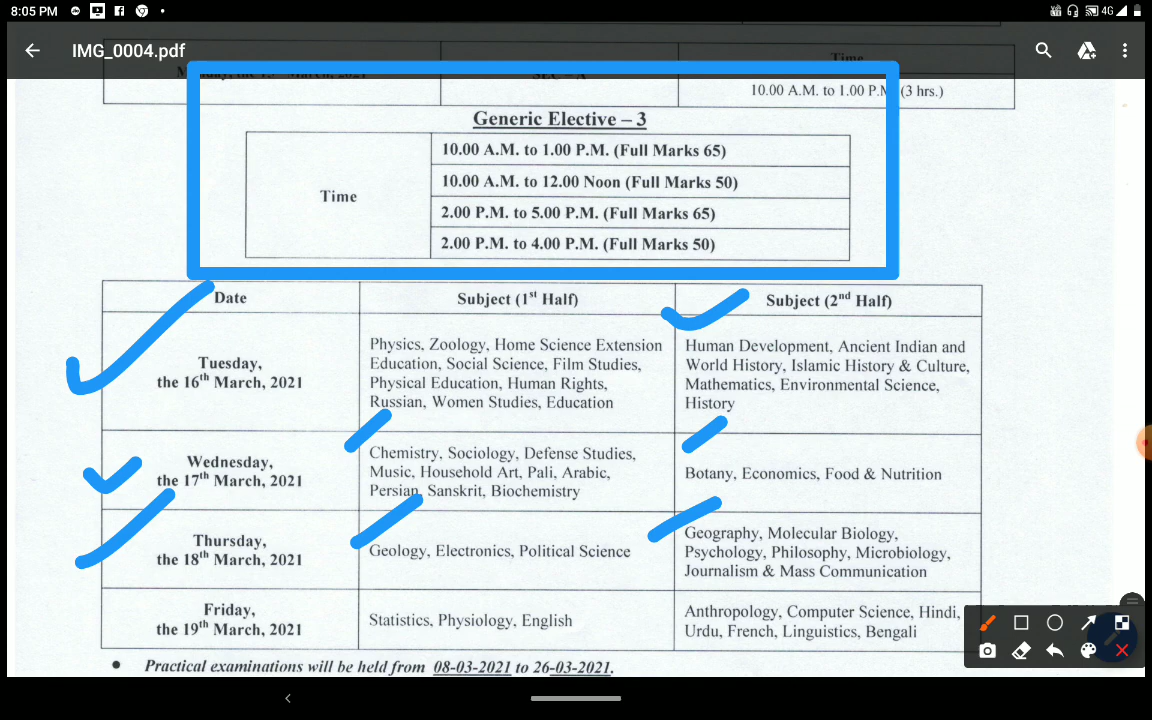 8:05 PM
4G
IMG_0004.pdf
Time
10.00 A.M. to 1.00 P.M. (3 hrs.)
Generic Elective – 3
Time
10.00 A.M. to 1.00 P.M. (Full Marks 65)
10.00 A.M. to 12.00 Noon (Full Marks 50)
2.00 P.M. to 5.00 P.M. (Full Marks 65)
2.00 P.M. to 4.00 P.M. (Full Marks 50)
Date
Subject (1st Half)
Subject (2nd Half)
Tuesday,
the 16th March, 2021
Physics, Zoology, Home Science Extension
Education, Social Science, Film Studies,
Physical Education, Human Rights,
Russian, Women Studies, Education
Human Development, Ancient Indian and
World History, Islamic History & Culture,
Mathematics, Environmental Science,
History
Wednesday,
the 17th March, 2021
Chemistry, Sociology, Defense Studies,
Music, Household Art, Pali, Arabic,
Persian, Sanskrit, Biochemistry
Botany, Economics, Food & Nutrition
Thursday,
the 18th March, 2021
Geology, Electronics, Political Science
Geography, Molecular Biology,
Psychology, Philosophy, Microbiology,
Journalism & Mass Communication
Friday,
the 19th March, 2021
Statistics, Physiology, English
Anthropology, Computer Science, Hindi,
Urdu, French, Linguistics, Bengali
• Practical examinations will be held from 08-03-2021 to 26-03-2021.